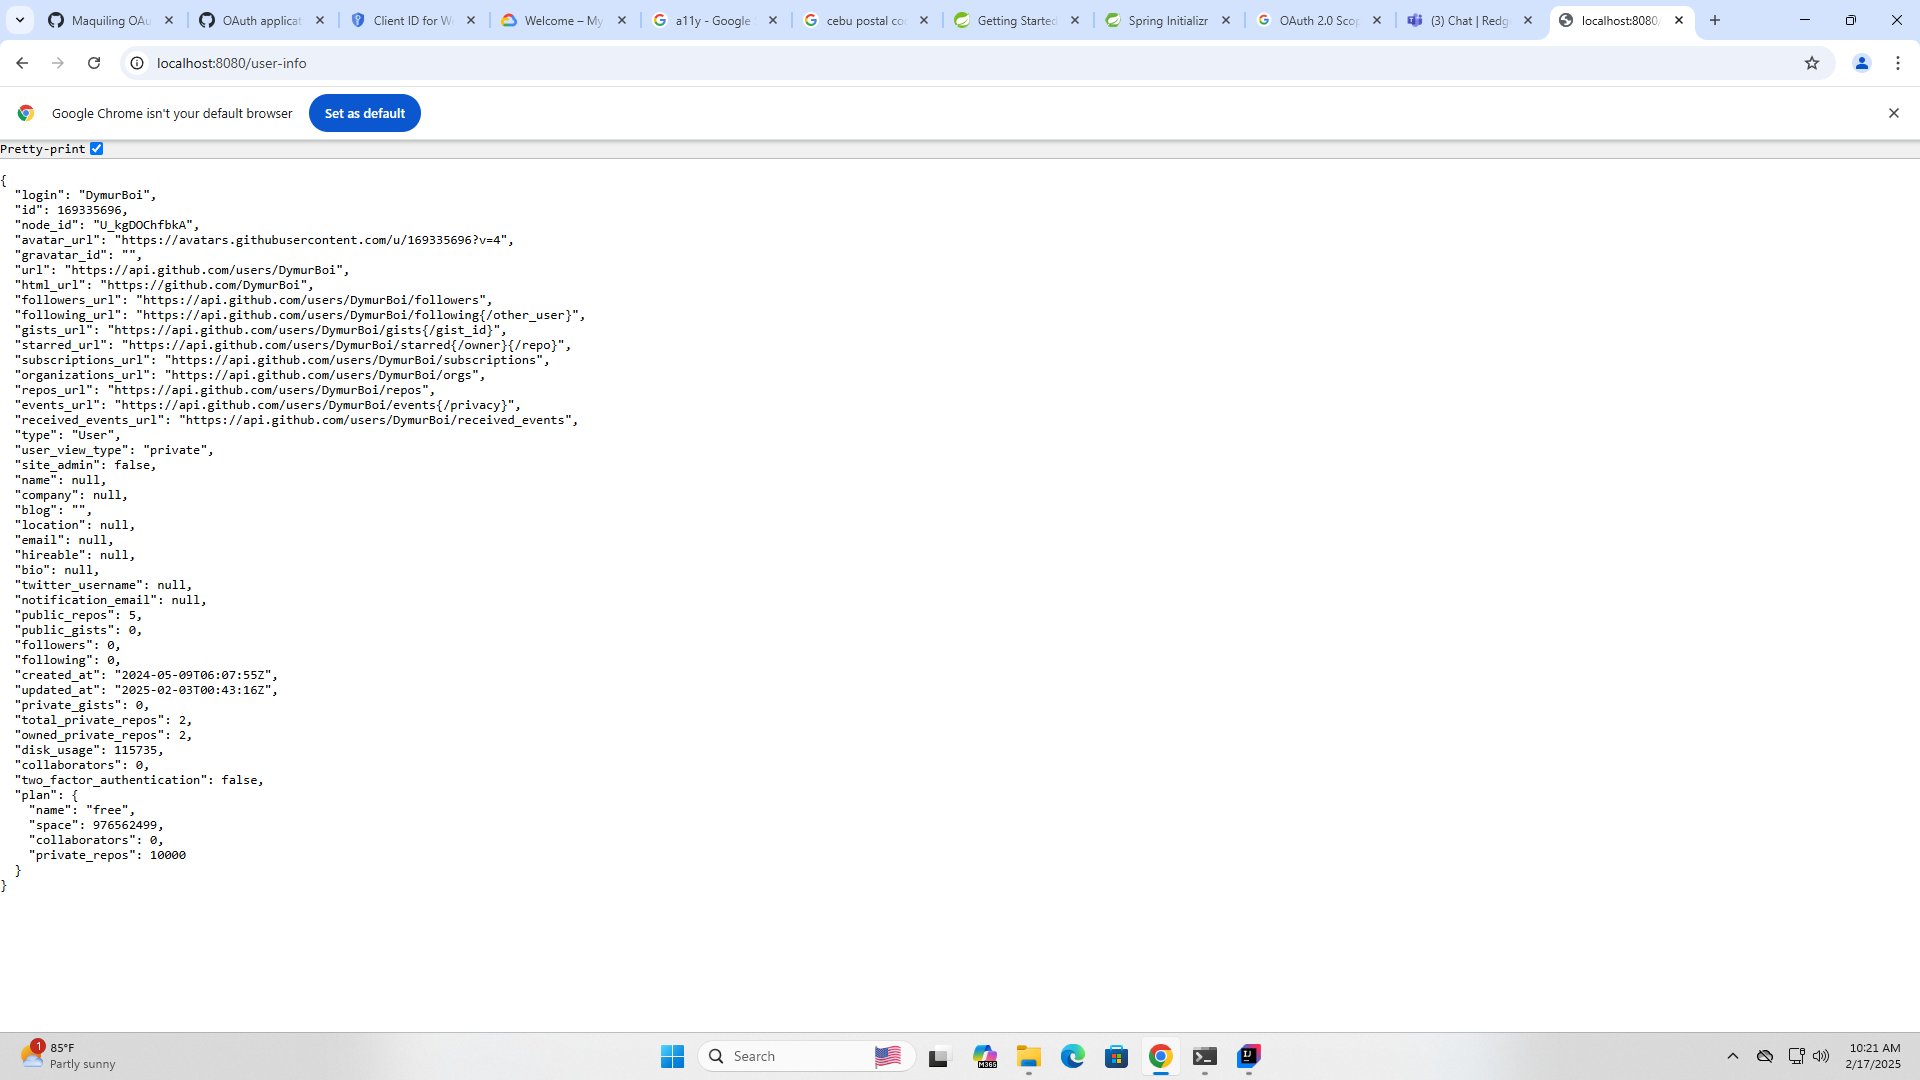 Maquiling OAu
OAuth applicat
Client ID for We
Welcome – My
a11y - Google
cebu postal co
Getting Started
Spring Initializr
OAuth 2.0 Scop
(3) Chat | Redg
localhost:8080/
localhost:8080/user-info
Google Chrome isn't your default browser
Set as default
Pretty-print
{
"login": "DymurBoi",
"id": 169335696,
"node_id": "U_kgDOChfbkA",
"avatar_url": "https://avatars.githubusercontent.com/u/169335696?v=4",
"gravatar_id": "",
"url": "https://api.github.com/users/DymurBoi",
"html_url": "https://github.com/DymurBoi",
"followers_url": "https://api.github.com/users/DymurBoi/followers",
"following_url": "https://api.github.com/users/DymurBoi/following{/other_user}",
"gists_url": "https://api.github.com/users/DymurBoi/gists{/gist_id}",
"starred_url": "https://api.github.com/users/DymurBoi/starred{/owner}{/repo}",
"subscriptions_url": "https://api.github.com/users/DymurBoi/subscriptions",
"organizations_url": "https://api.github.com/users/DymurBoi/orgs",
"repos_url": "https://api.github.com/users/DymurBoi/repos",
"events_url": "https://api.github.com/users/DymurBoi/events{/privacy}",
"received_events_url": "https://api.github.com/users/DymurBoi/received_events",
"type": "User",
"user_view_type": "private",
"site_admin": false,
"name": null,
"company": null,
"blog": "",
"location": null,
"email": null,
"hireable": null,
"bio": null,
"twitter_username": null,
"notification_email": null,
"public_repos": 5,
"public_gists": 0,
"followers": 0,
"following": 0,
"created_at": "2024-05-09T06:07:55Z",
"updated_at": "2025-02-03T00:43:16Z",
"private_gists": 0,
"total_private_repos": 2,
"owned_private_repos": 2,
"disk_usage": 115735,
"collaborators": 0,
"two_factor_authentication": false,
"plan": {
"name": "free",
"space": 976562499,
"collaborators": 0,
"private_repos": 10000
}
}
1
85°F
Partly sunny
Search
M365
10:21 AM
2/17/2025